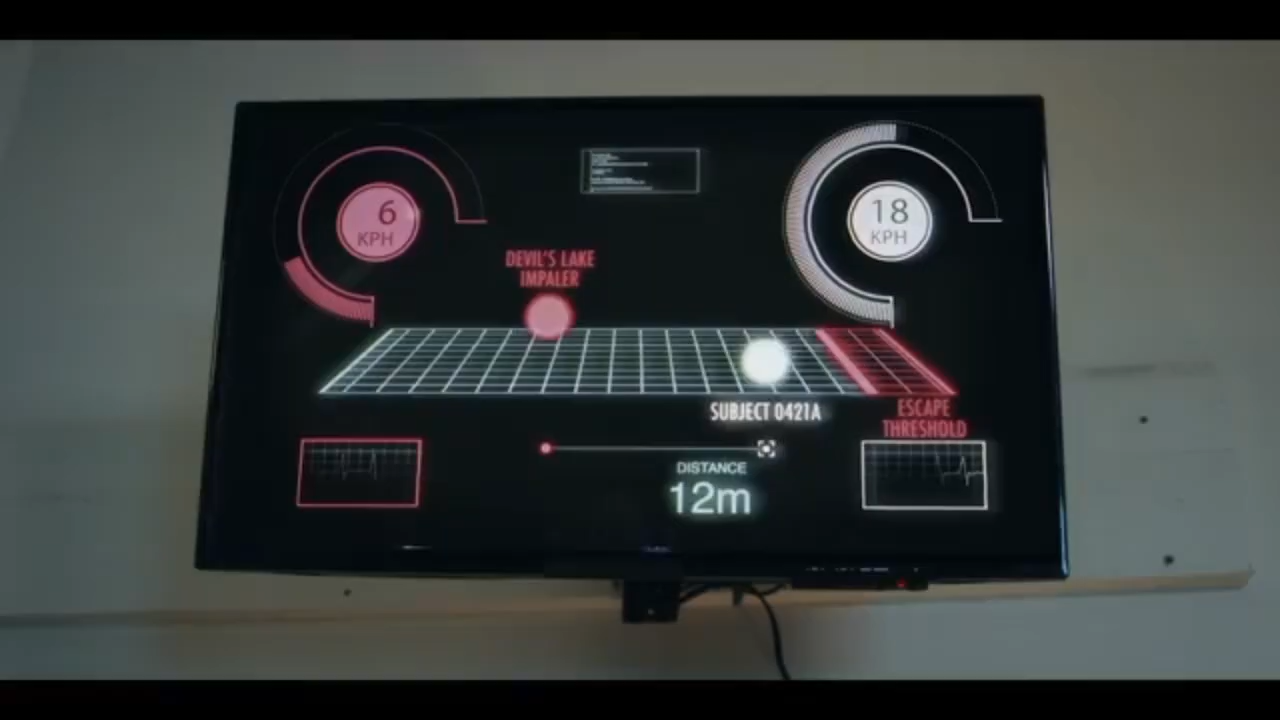 6
KPH
18
KPH
DEVIL'S LAKE
IMPALER
SUBJECT 0421A
ESCAPE
THRESHOLD
DISTANCE
12m